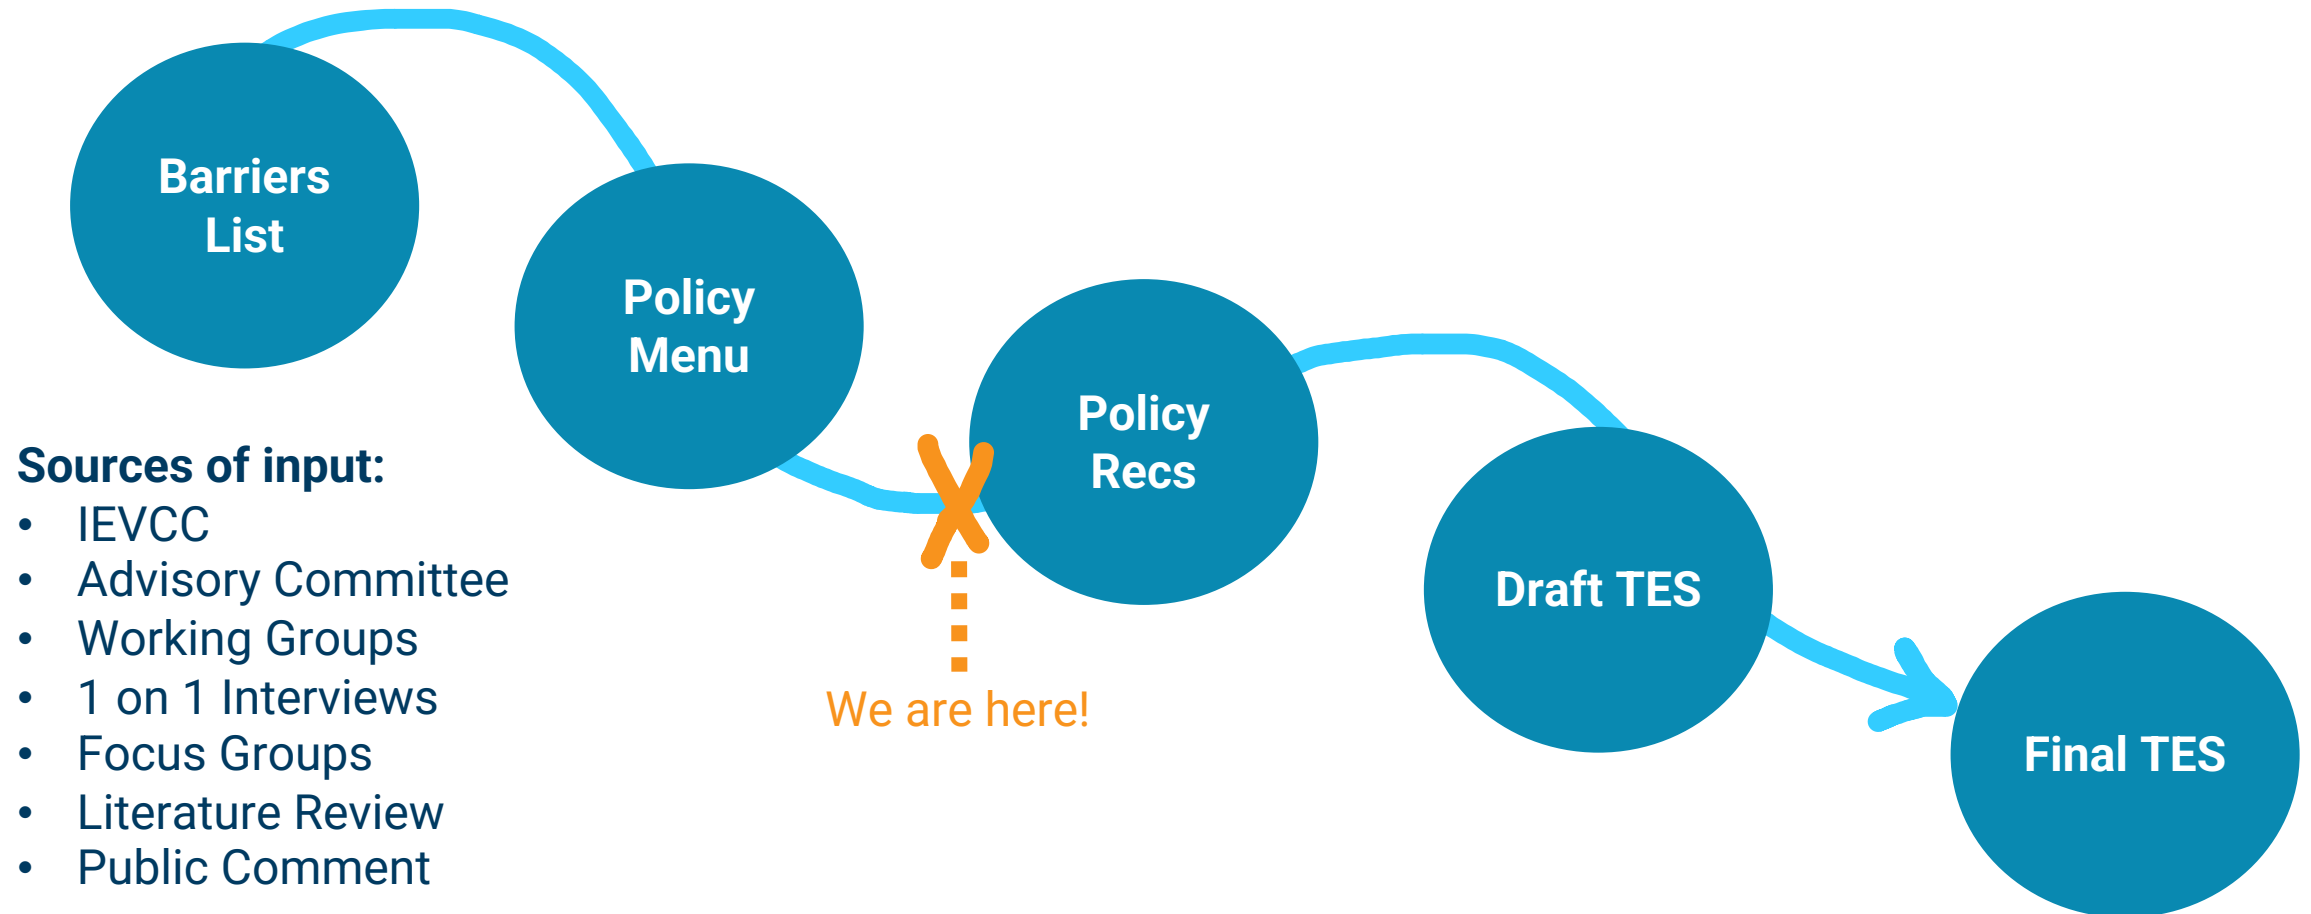 Barriers
List
Policy
Menu
Policy
Recs
Draft TES
Final TES
Sources of input:
• IEVCC
• Advisory Committee
• Working Groups
• 1 on 1 Interviews
• Focus Groups
• Literature Review
• Public Comment
We are here!